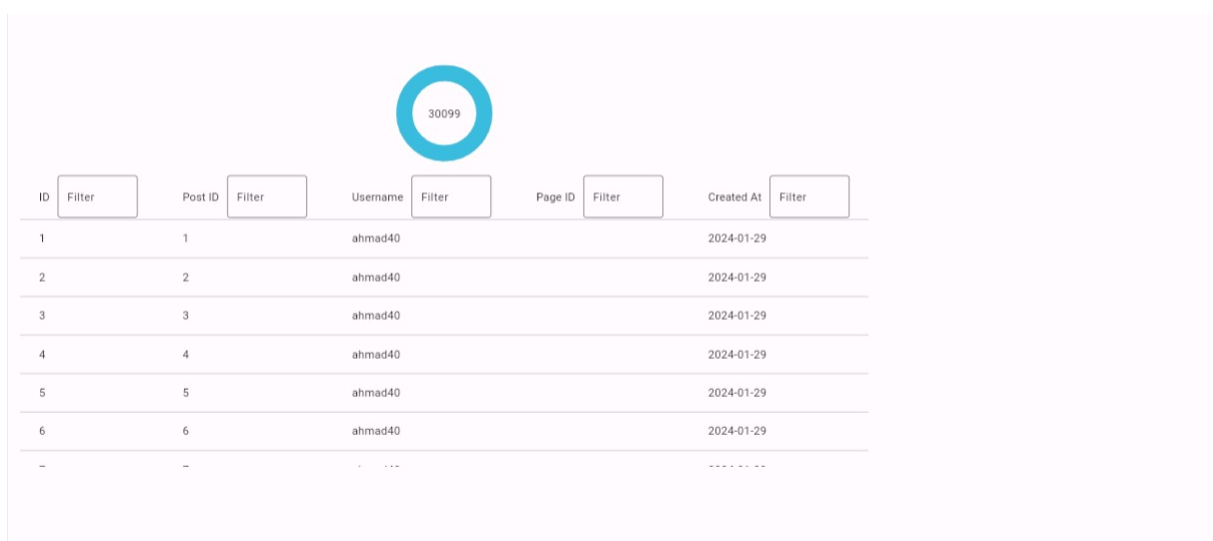 30099
ID Filter Post ID Filter Username Filter Page ID Filter Created At Filter
1 1 ahmad40 2024-01-29
2 2 ahmad40 2024-01-29
3 3 ahmad40 2024-01-29
4 4 ahmad40 2024-01-29
5 5 ahmad40 2024-01-29
6 6 ahmad40 2024-01-29